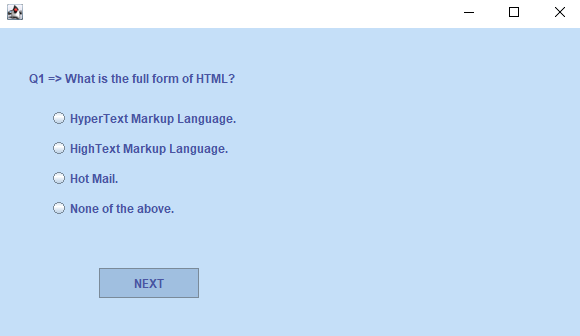 Q1 => What is the full form of HTML?
HyperText Markup Language.
HighText Markup Language.
Hot Mail.
None of the above.
NEXT